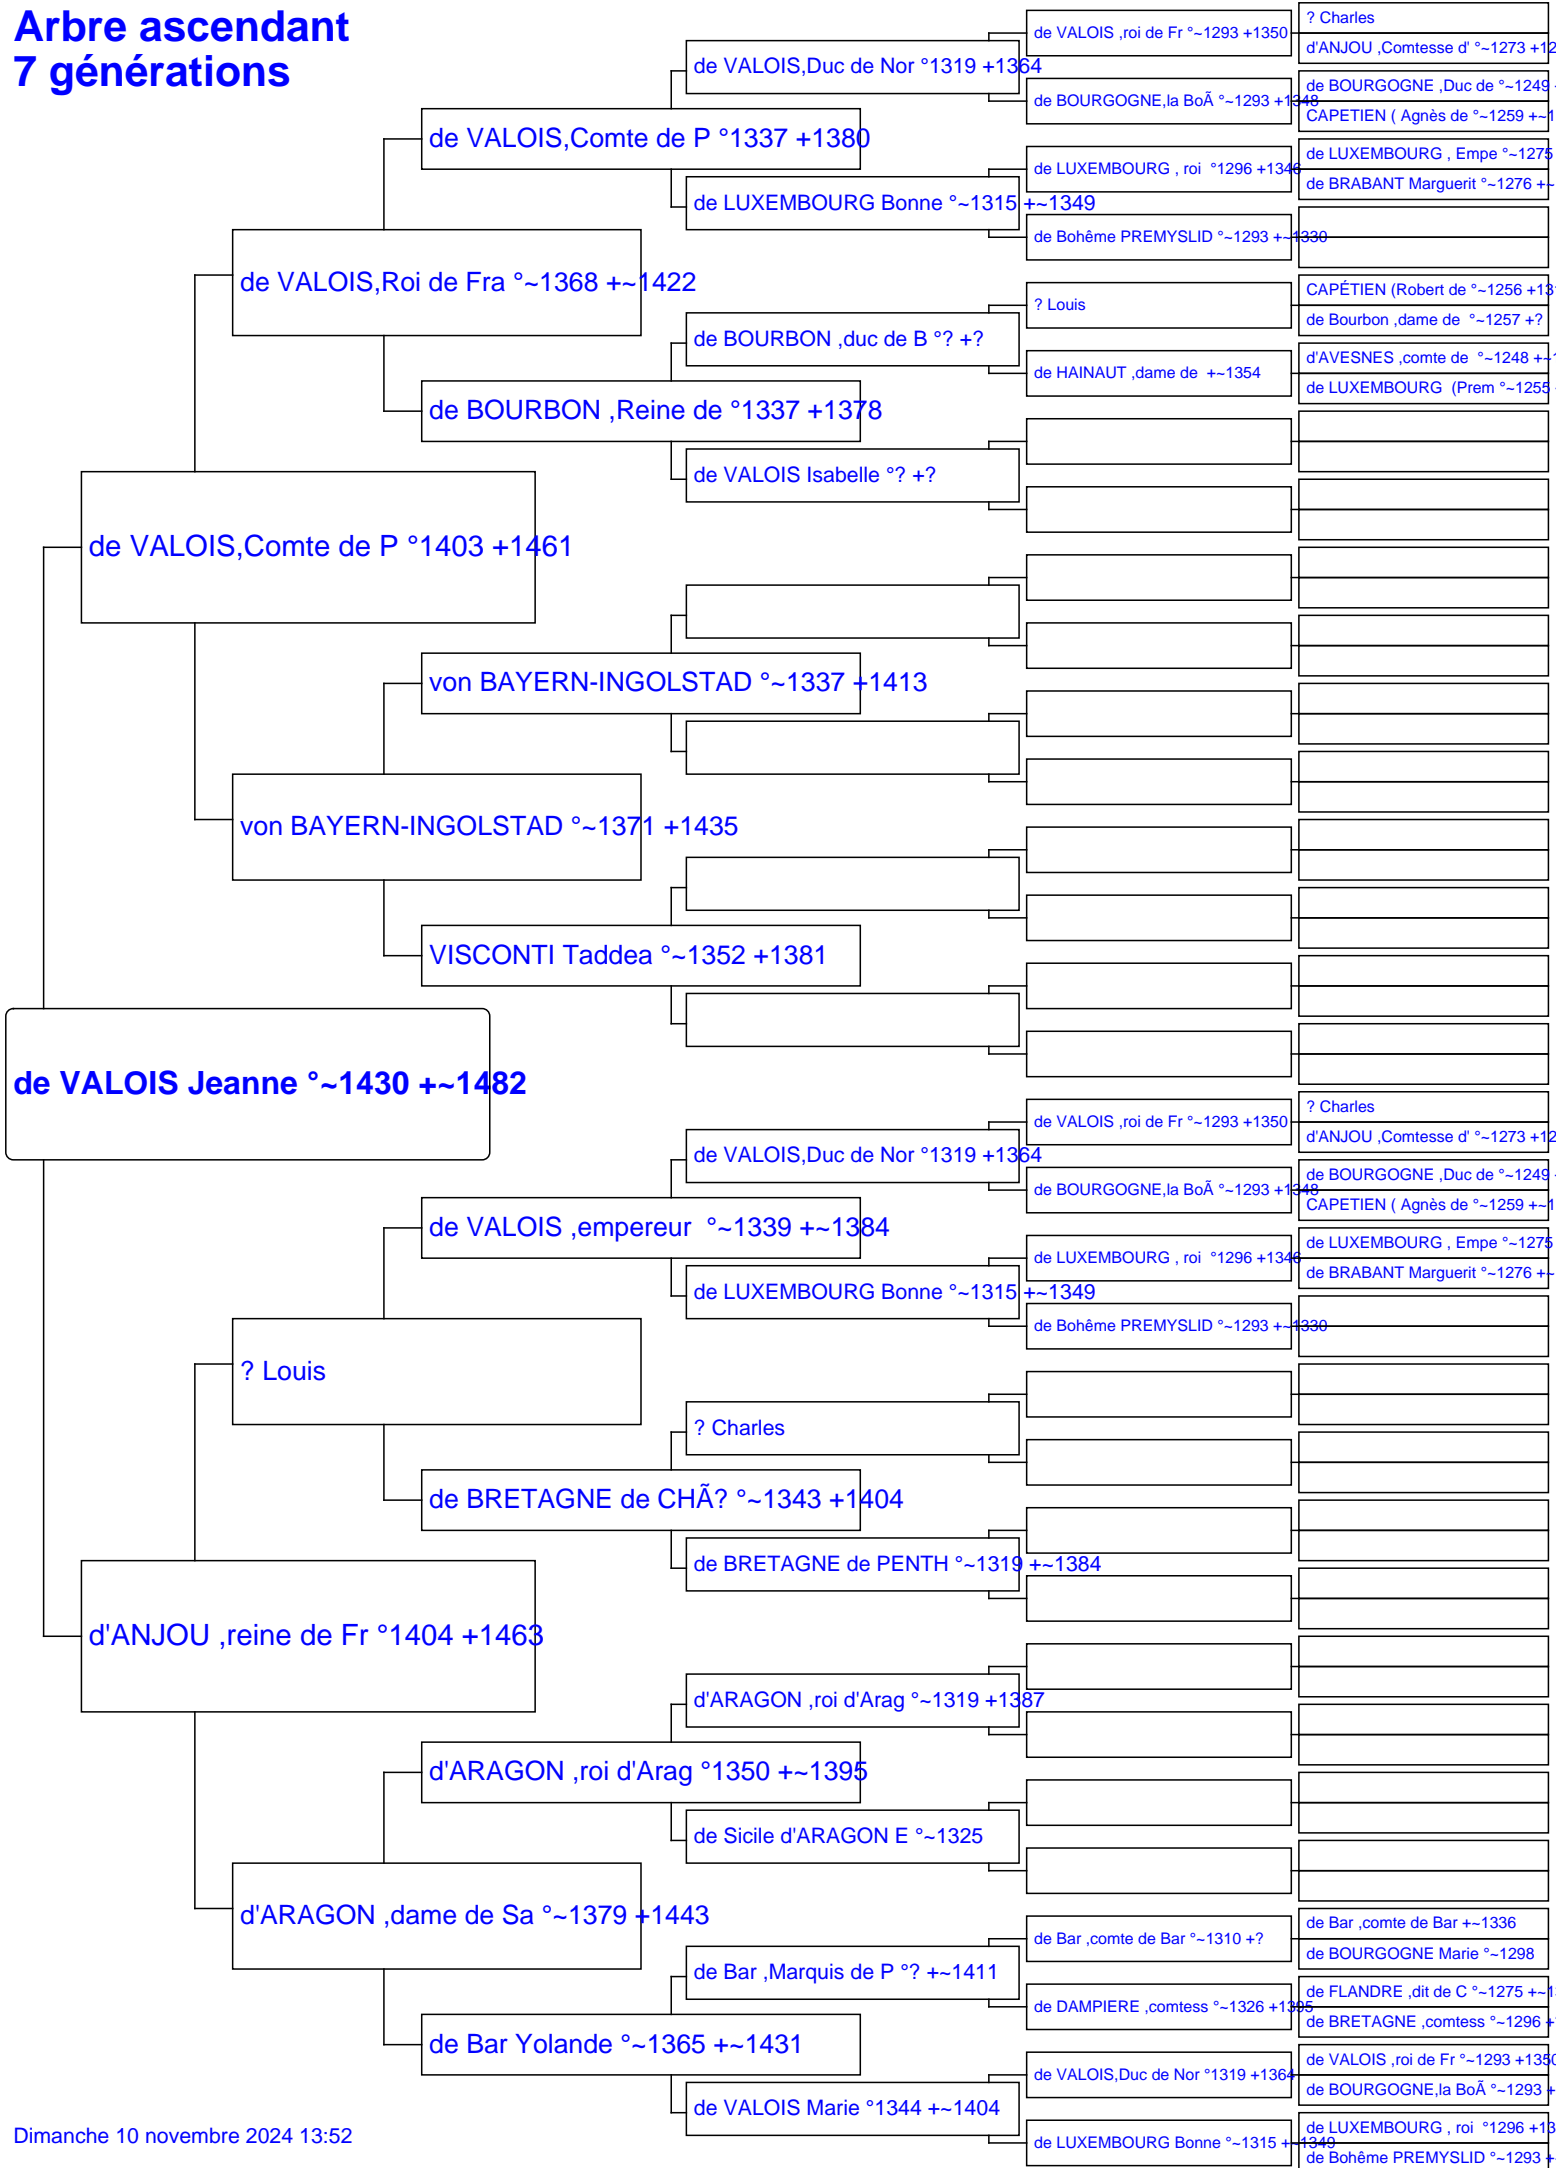 Arbre ascendant
7 générations
de VALOIS Jeanne °~1430 +~1482
de VALOIS,Comte de P °1403 +1461
d'ANJOU ,reine de Fr °1404 +1463
de VALOIS,Roi de Fra °~1368 +~1422
von BAYERN-INGOLSTAD °~1371 +1435
? Louis
d'ARAGON ,dame de Sa °~1379 +1443
de VALOIS,Comte de P °1337 +1380
de BOURBON ,Reine de °1337 +1378
von BAYERN-INGOLSTAD °~1337 +1413
VISCONTI Taddea °~1352 +1381
de VALOIS ,empereur °~1339 +~1384
de BRETAGNE de CHÃ? °~1343 +1404
d'ARAGON ,roi d'Arag °1350 +~1395
de Bar Yolande °~1365 +~1431
de VALOIS,Duc de Nor °1319 +1364
de LUXEMBOURG Bonne °~1315 +~1349
de BOURBON ,duc de B °? +?
de VALOIS Isabelle °? +?
de VALOIS,Duc de Nor °1319 +1364
de LUXEMBOURG Bonne °~1315 +~1349
? Charles
de BRETAGNE de PENTH °~1319 +~1384
d'ARAGON ,roi d'Arag °~1319 +1387
de Sicile d'ARAGON E °~1325
de Bar ,Marquis de P °? +~1411
de VALOIS Marie °1344 +~1404
de VALOIS ,roi de Fr °~1293 +1350
de BOURGOGNE,la BoÃ °~1293 +1348
de LUXEMBOURG , roi °1296 +1346
de Bohême PREMYSLID °~1293 +~1330
? Louis
de HAINAUT ,dame de +~1354
de VALOIS ,roi de Fr °~1293 +1350
de BOURGOGNE,la BoÃ °~1293 +1348
de LUXEMBOURG , roi °1296 +1346
de Bohême PREMYSLID °~1293 +~1330
de Bar ,comte de Bar °~1310 +?
de DAMPIERE ,comtess °~1326 +1395
de VALOIS,Duc de Nor °1319 +1364
de LUXEMBOURG Bonne °~1315 +~1349
? Charles
d'ANJOU ,Comtesse d' °~1273 +12
de BOURGOGNE ,Duc de °~1249 +
CAPETIEN ( Agnès de °~1259 +~1
de LUXEMBOURG , Empe °~1275
de BRABANT Marguerit °~1276 +~
CAPÉTIEN (Robert de °~1256 +13
de Bourbon ,dame de °~1257 +?
d'AVESNES ,comte de °~1248 +~1
de LUXEMBOURG (Prem °~1255
? Charles
d'ANJOU ,Comtesse d' °~1273 +12
de BOURGOGNE ,Duc de °~1249 +
CAPETIEN ( Agnès de °~1259 +~1
de LUXEMBOURG , Empe °~1275
de BRABANT Marguerit °~1276 +~
de Bar ,comte de Bar +~1336
de BOURGOGNE Marie °~1298
de FLANDRE ,dit de C °~1275 +~1
de BRETAGNE ,comtess °~1296 +
de VALOIS ,roi de Fr °~1293 +1350
de BOURGOGNE,la BoÃ °~1293 +
de LUXEMBOURG , roi °1296 +13
de Bohême PREMYSLID °~1293 +
Dimanche 10 novembre 2024 13:52